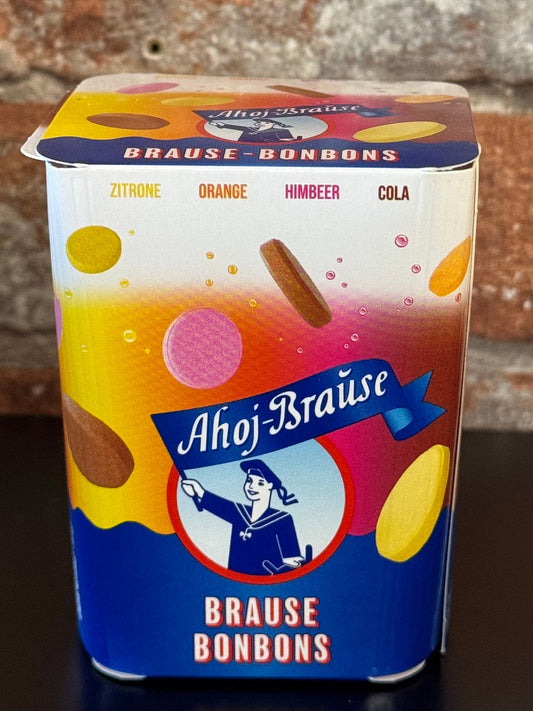 Ahoj-Brause
BRAUSE-BONBONS
ZITRONE ORANGE HIMBEER COLA
Ahoj-Brause
BRAUSE
BONBONS